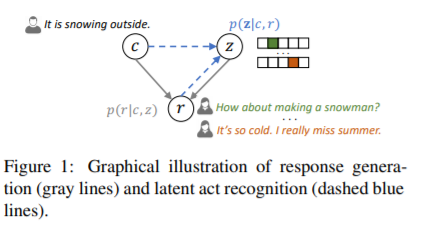 It is snowing outside.
p(z|c,r)
c
z
...
p(r|c,z)
r
How about making a snowman?
...
It's so cold. I really miss summer.
Figure 1: Graphical illustration of response genera-
tion (gray lines) and latent act recognition (dashed blue
lines).